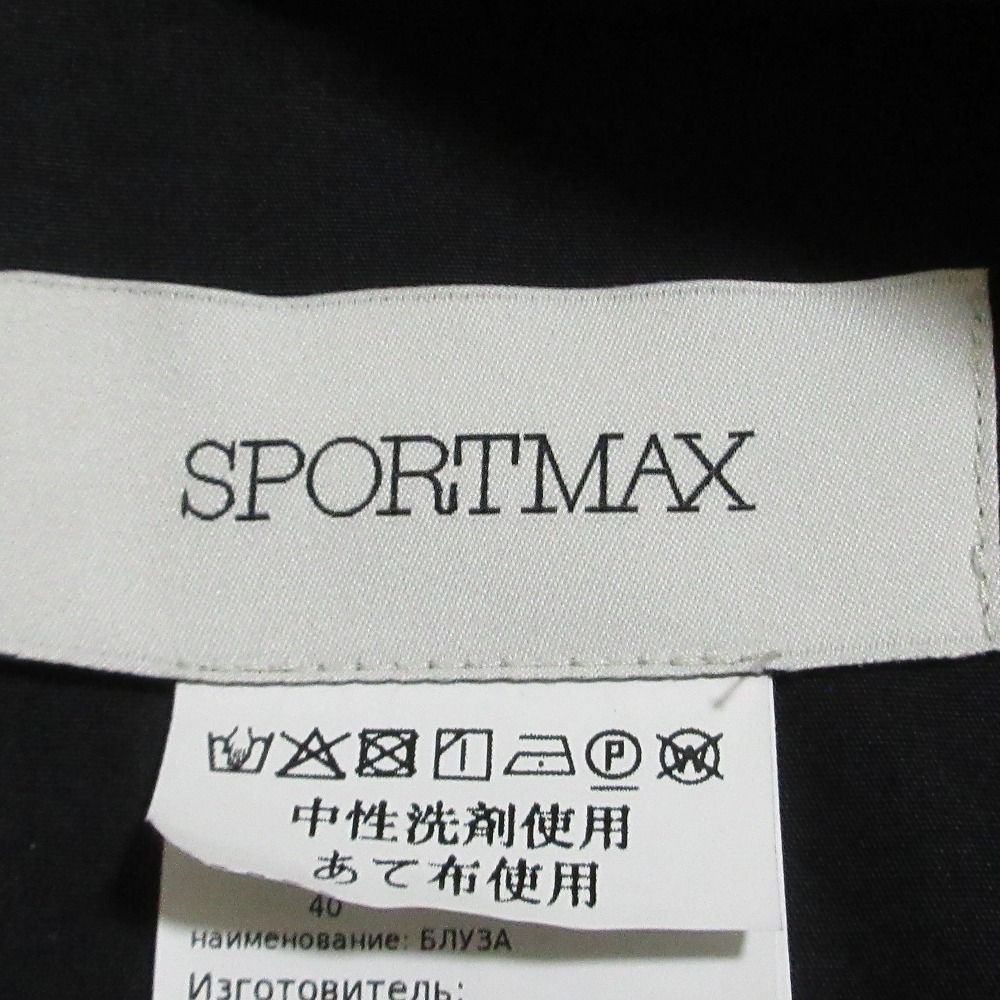 SPORTMAX
P W
中性洗剤使用
あて布使用
40
наименование: БЛУЗА
Изготовитель: